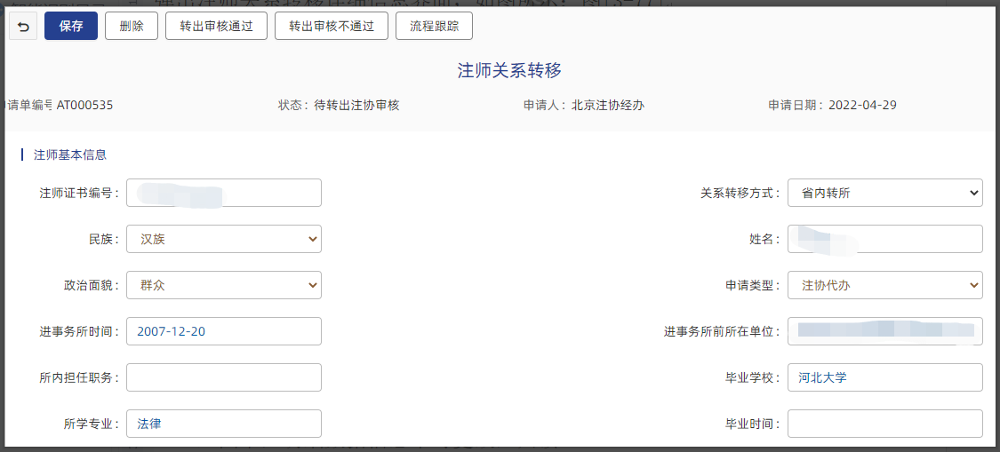 保存 删除 转出审核通过 转出审核不通过 流程跟踪
注师关系转移
请单编号 AT000535 状态：待转出注协审核 申请人：北京注协经办 申请日期：2022-04-29
注师基本信息
注师证书编号： 关系转移方式：省内转所
民族：汉族 姓名：
政治面貌：群众 申请类型：注协代办
进事务所时间：2007-12-20 进事务所前所在单位：
所内担任职务： 毕业学校：河北大学
所学专业：法律 毕业时间：